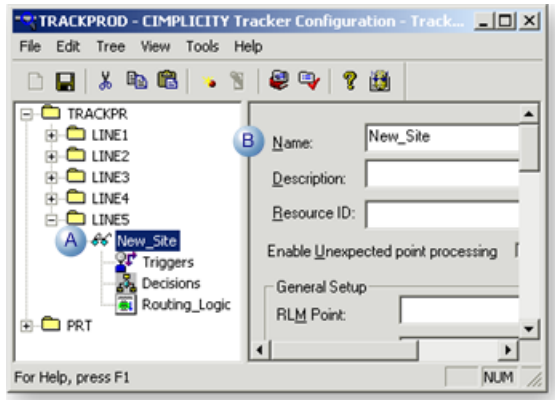 TRACKPROD - CIMPLICITY Tracker Configuration - Track...
File Edit Tree View Tools Help
TRACKPR
LINE1
LINE2
LINE3
LINE4
LINE5
A New_Site
Triggers
Decisions
Routing_Logic
PRT
B Name: New_Site
Description:
Resource ID:
Enable Unexpected point processing
General Setup
RLM Point:
For Help, press F1
NUM